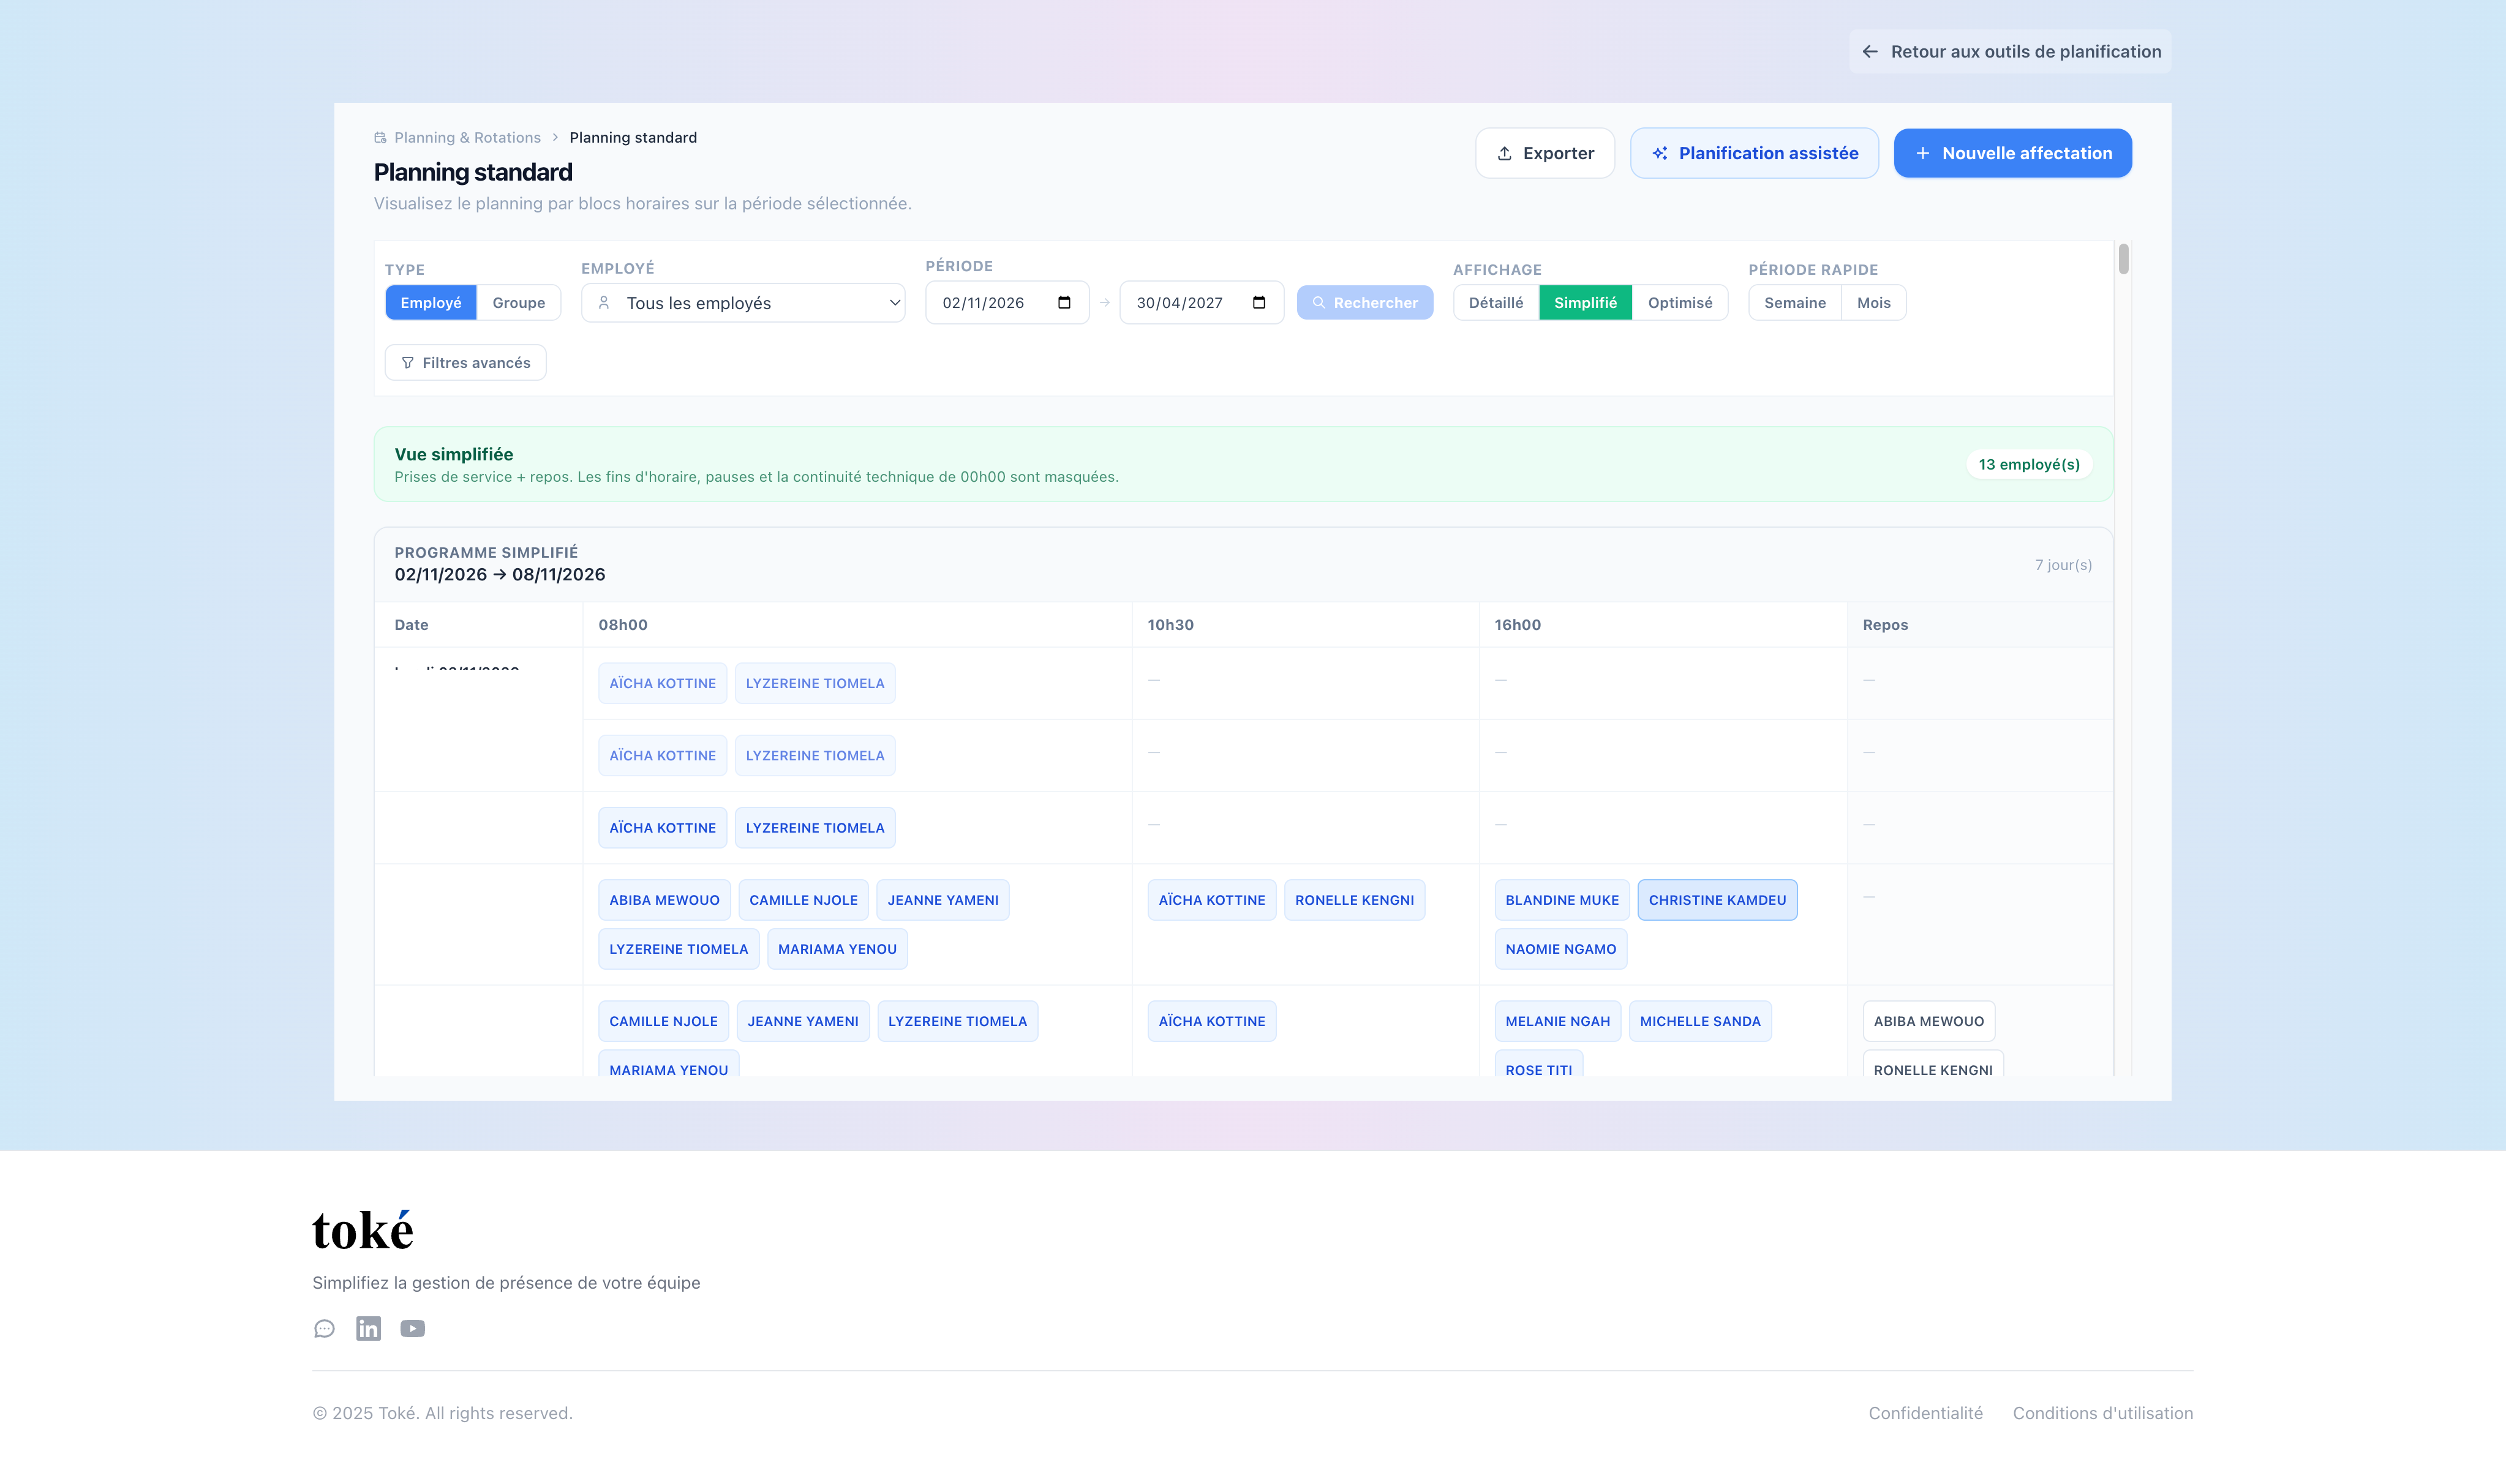 Retour aux outils de planification
Planning & Rotations > Planning standard
Planning standard
Visualisez le planning par blocs horaires sur la période sélectionnée.
Exporter
Planification assistée
+ Nouvelle affectation
TYPE
Employé Groupe
EMPLOYÉ
Tous les employés
PÉRIODE
02/11/2026 → 30/04/2027
Rechercher
AFFICHAGE
Détaillé Simplifié Optimisé
PÉRIODE RAPIDE
Semaine Mois
Filtres avancés
Vue simplifiée
Prises de service + repos. Les fins d'horaire, pauses et la continuité technique de 00h00 sont masquées.
13 employé(s)
PROGRAMME SIMPLIFIÉ
02/11/2026 → 08/11/2026
7 jour(s)
Date 08h00 10h30 16h00 Repos
AÏCHA KOTTINE LYZEREINE TIOMELA — — —
AÏCHA KOTTINE LYZEREINE TIOMELA — — —
AÏCHA KOTTINE LYZEREINE TIOMELA — — —
ABIBA MEWOUO CAMILLE NJOLE JEANNE YAMENI AÏCHA KOTTINE RONELLE KENGNI BLANDINE MUKE CHRISTINE KAMDEU —
LYZEREINE TIOMELA MARIAMA YENOU NAOMIE NGAMO
CAMILLE NJOLE JEANNE YAMENI LYZEREINE TIOMELA AÏCHA KOTTINE MELANIE NGAH MICHELLE SANDA ABIBA MEWOUO
MARIAMA YENOU ROSE TITI RONELLE KENGNI
toké
Simplifiez la gestion de présence de votre équipe
in
© 2025 Toké. All rights reserved.
Confidentialité Conditions d'utilisation